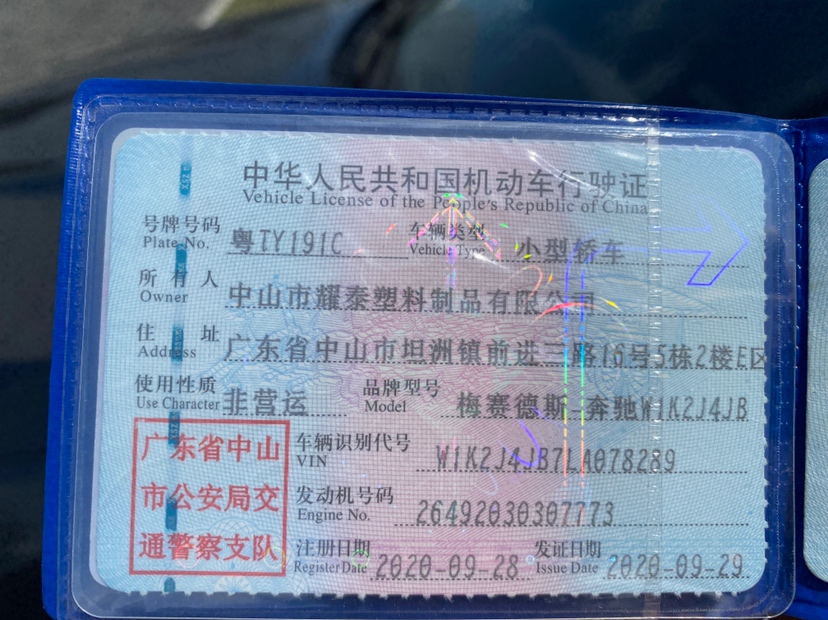 中华人民共和国机动车行驶证
Vehicle License of the People's Republic of China
号牌号码 粤TY191C 车辆类型 小型轿车
Plate No. Vehicle Type
所有人 中山市耀泰塑料制品有限公司
Owner
住址 广东省中山市坦洲镇前进三路16号5栋2楼E区
Address
使用性质 非营运 品牌型号 梅赛德斯-奔驰W1K2J4JB
Use Character Model
广东省中山
市公安局交
通警察支队
车辆识别代号 W1K2J4JB7LA078289
VIN
发动机号码 26492030307773
Engine No.
注册日期 2020-09-28 发证日期 2020-09-29
Register Date Issue Date